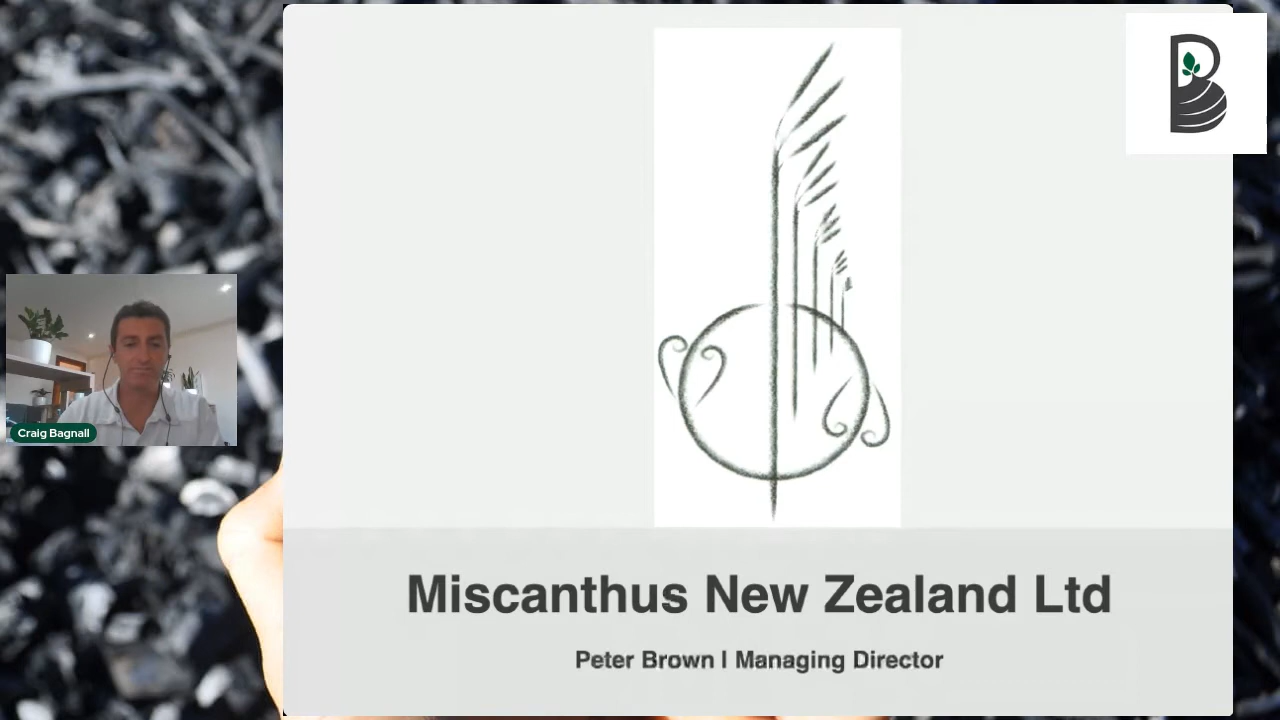 Craig Bagnall
Miscanthus New Zealand Ltd
Peter Brown | Managing Director